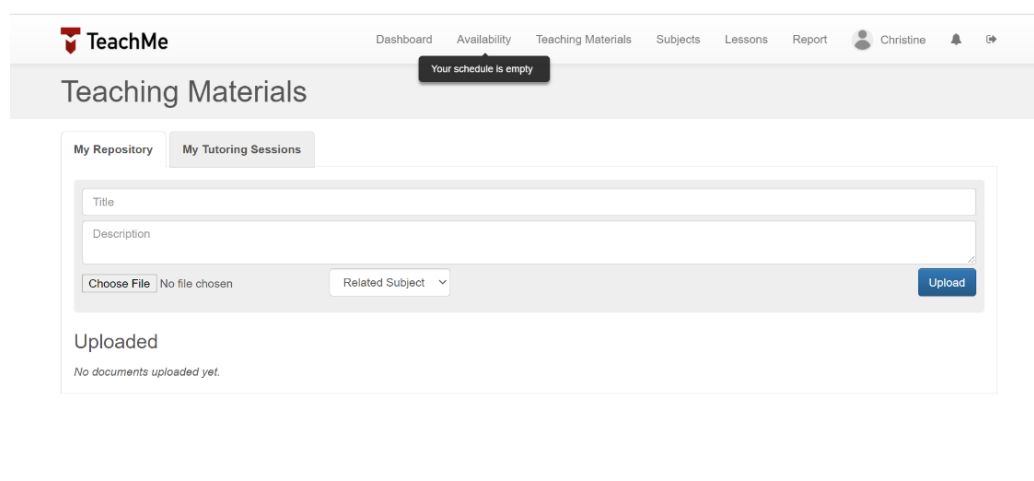 TeachMe
Dashboard Availability Teaching Materials Subjects Lessons Report Christine
Your schedule is empty
Teaching Materials
My Repository My Tutoring Sessions
Title
Description
Choose File No file chosen Related Subject Upload
Uploaded
No documents uploaded yet.